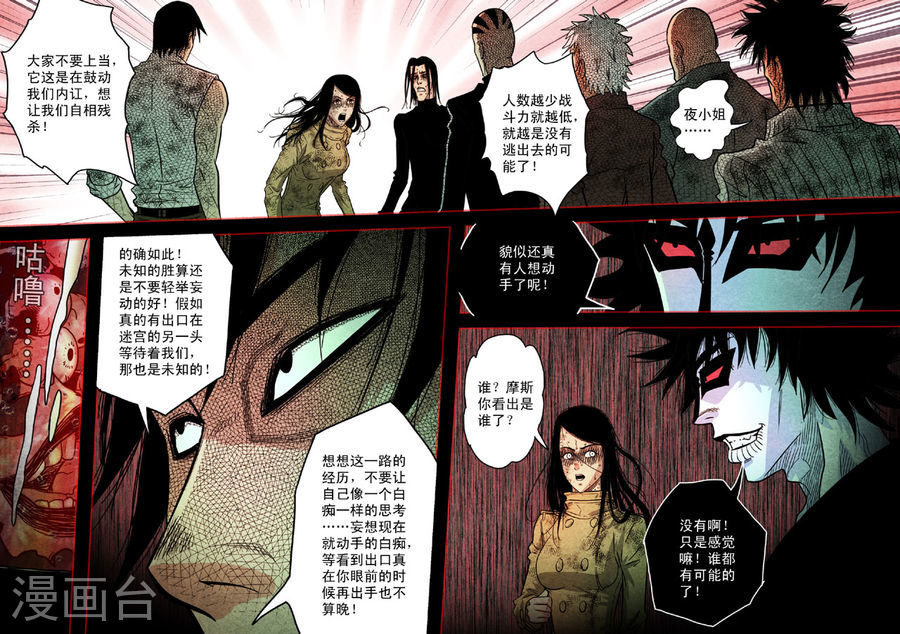 大家不要上当，
它这是在鼓动
我们内讧，想
让我们自相残
杀！
人数越少战
斗力就越低，
就越是没有
逃出去的可
能了！
夜小姐
……
咕噜………
的确如此！
未知的胜算还
是不要轻举妄
动的好！假如
真的有出口在
迷宫的另一头
等待着我们，
那也是未知的！
想想这一路的
经历，不要让
自己像一个白
痴一样的思考
……妄想现在
就动手的白痴，
等看到出口真
在你眼前的时
候再出手也不
算晚！
貌似还真
有人想动
手了呢！
谁？摩斯
你看出是
谁了？
没有啊！
只是感觉
嘛！谁都
有可能的
了！
漫画台